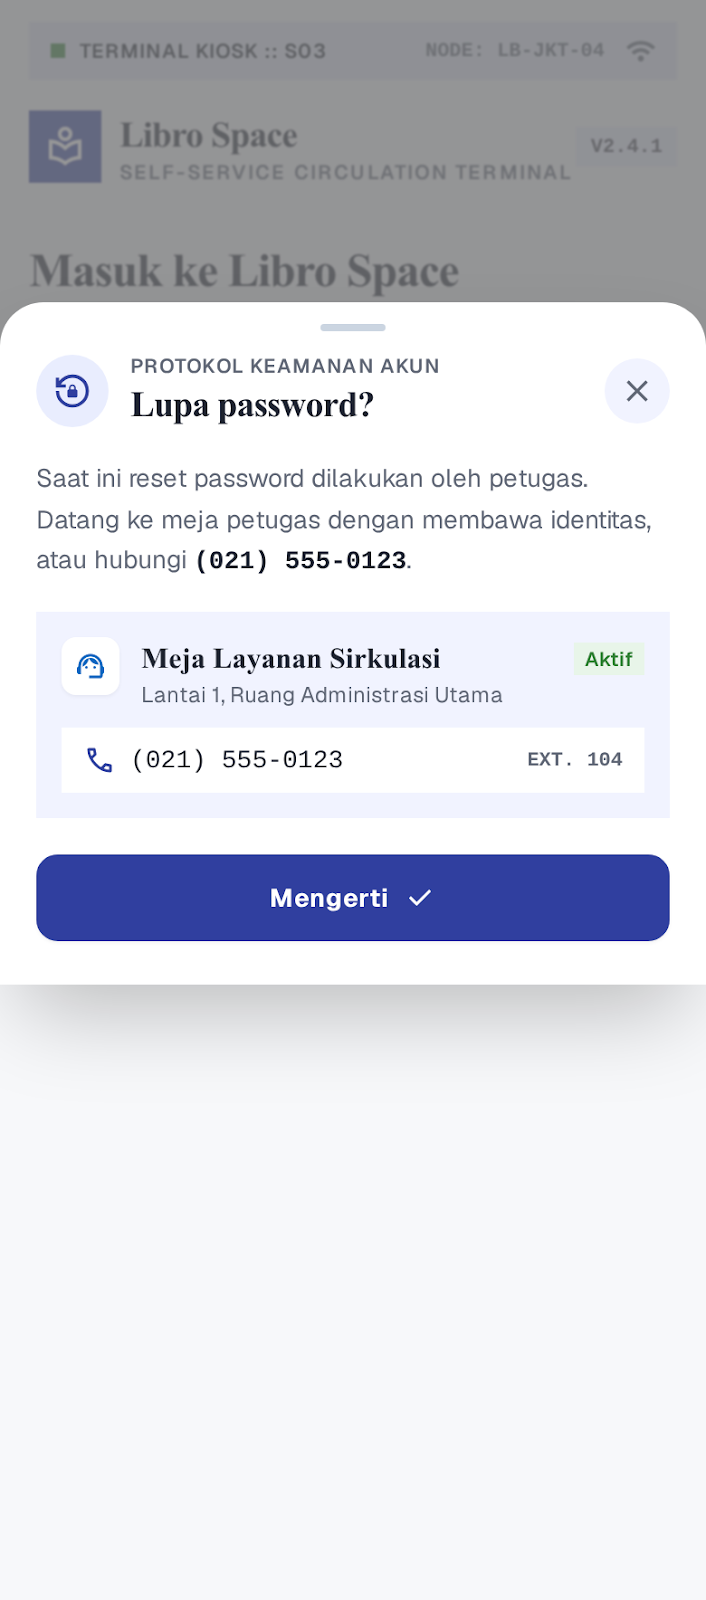 TERMINAL KIOSK :: S03
NODE: LB-JKT-04
Libro Space
SELF-SERVICE CIRCULATION TERMINAL
V2.4.1
Masuk ke Libro Space
PROTOKOL KEAMANAN AKUN
Lupa password?
Saat ini reset password dilakukan oleh petugas.
Datang ke meja petugas dengan membawa identitas,
atau hubungi (021) 555-0123.
Meja Layanan Sirkulasi
Aktif
Lantai 1, Ruang Administrasi Utama
(021) 555-0123
EXT. 104
Mengerti